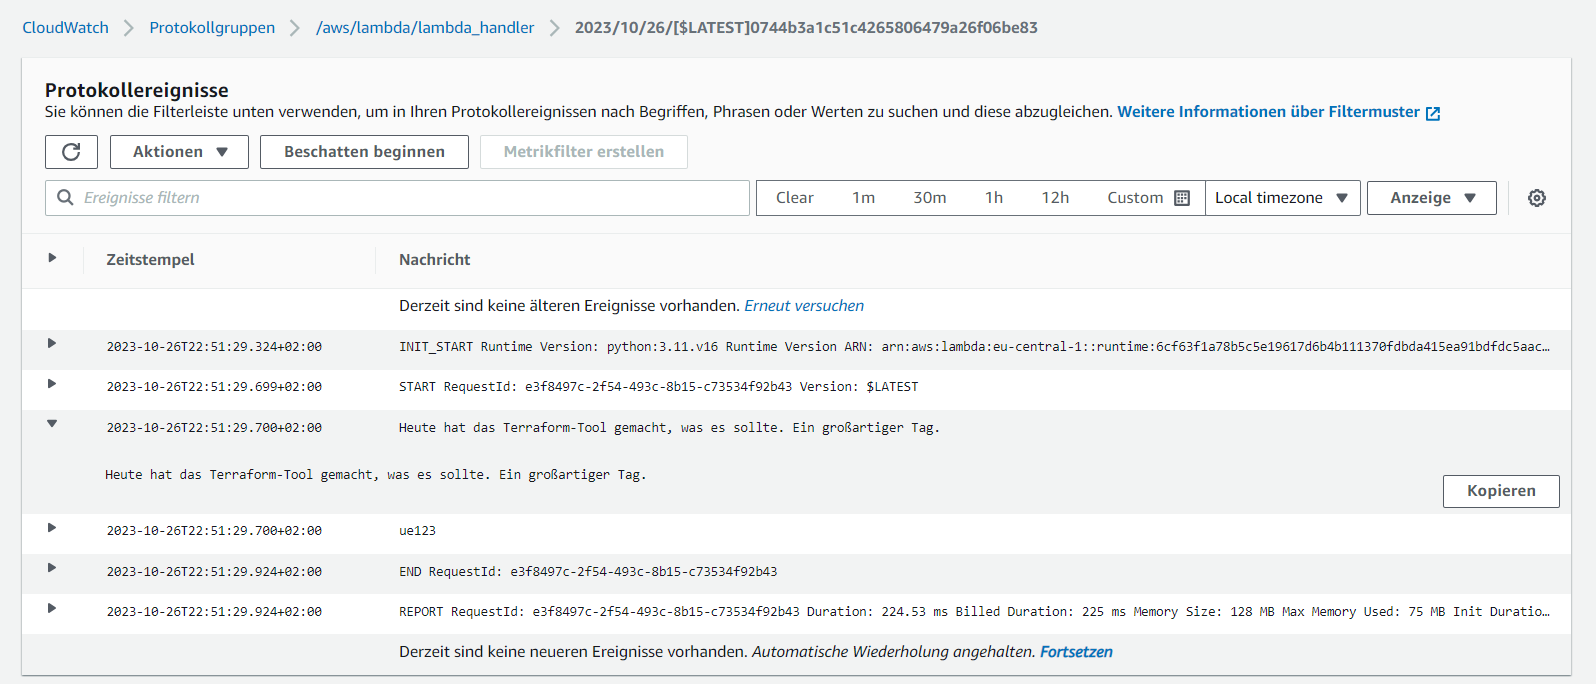 CloudWatch Protokollgruppen /aws/lambda/lambda_handler 2023/10/26/[$LATEST]0744b3a1c51c4265806479a26f06be83
Protokollereignisse
Sie können die Filterleiste unten verwenden, um in Ihren Protokollereignissen nach Begriffen, Phrasen oder Werten zu suchen und diese abzugleichen. Weitere Informationen über Filtermuster
Aktionen Beschatten beginnen Metrikfilter erstellen
Ereignisse filtern Clear 1m 30m 1h 12h Custom Local timezone Anzeige
Zeitstempel Nachricht
Derzeit sind keine älteren Ereignisse vorhanden. Erneut versuchen
2023-10-26T22:51:29.324+02:00 INIT_START Runtime Version: python:3.11.v16 Runtime Version ARN: arn:aws:lambda:eu-central-1::runtime:6cf63f1a78b5c5e19617d6b4b111370fdbda415ea91bdfdc5aac…
2023-10-26T22:51:29.699+02:00 START RequestId: e3f8497c-2f54-493c-8b15-c73534f92b43 Version: $LATEST
2023-10-26T22:51:29.700+02:00 Heute hat das Terraform-Tool gemacht, was es sollte. Ein großartiger Tag.
Heute hat das Terraform-Tool gemacht, was es sollte. Ein großartiger Tag.
Kopieren
2023-10-26T22:51:29.700+02:00 ue123
2023-10-26T22:51:29.924+02:00 END RequestId: e3f8497c-2f54-493c-8b15-c73534f92b43
2023-10-26T22:51:29.924+02:00 REPORT RequestId: e3f8497c-2f54-493c-8b15-c73534f92b43 Duration: 224.53 ms Billed Duration: 225 ms Memory Size: 128 MB Max Memory Used: 75 MB Init Duratio…
Derzeit sind keine neueren Ereignisse vorhanden. Automatische Wiederholung angehalten. Fortsetzen